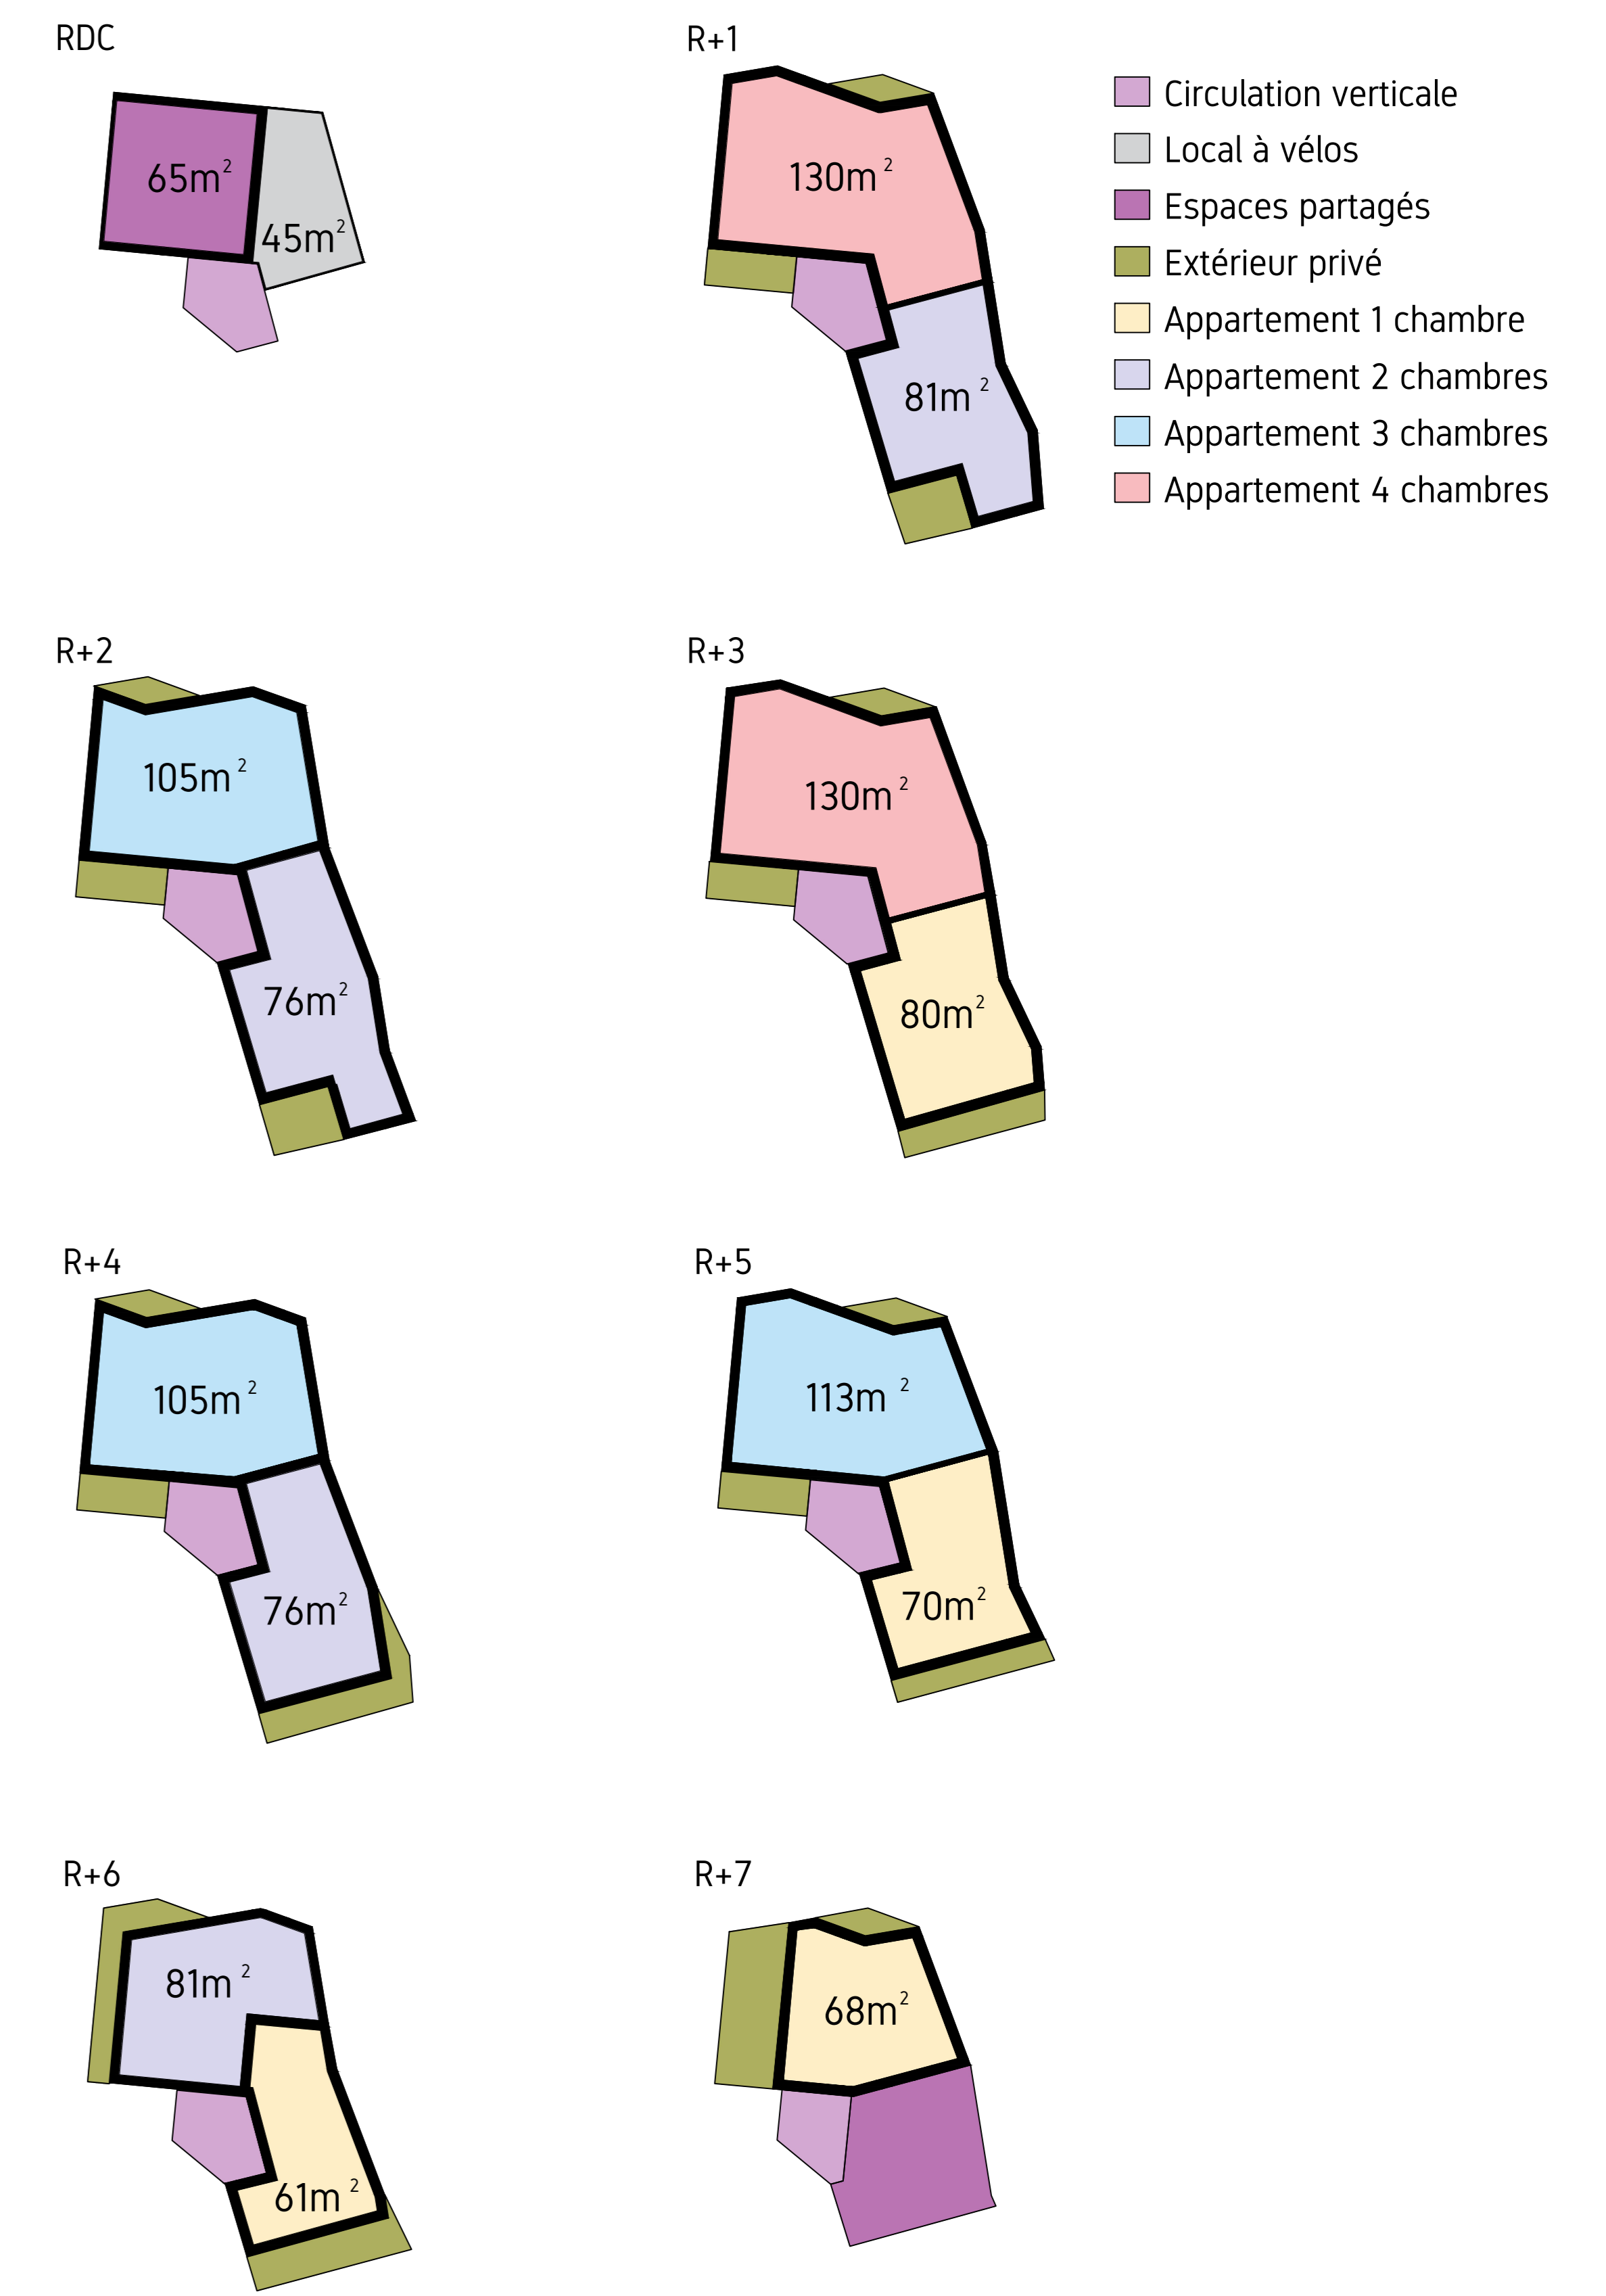 RDC
65m²
45m²
R+1
130m²
81m²
Circulation verticale
Local à vélos
Espaces partagés
Extérieur privé
Appartement 1 chambre
Appartement 2 chambres
Appartement 3 chambres
Appartement 4 chambres
R+2
105m²
76m²
R+3
130m²
80m²
R+4
105m²
76m²
R+5
113m²
70m²
R+6
81m²
61m²
R+7
68m²